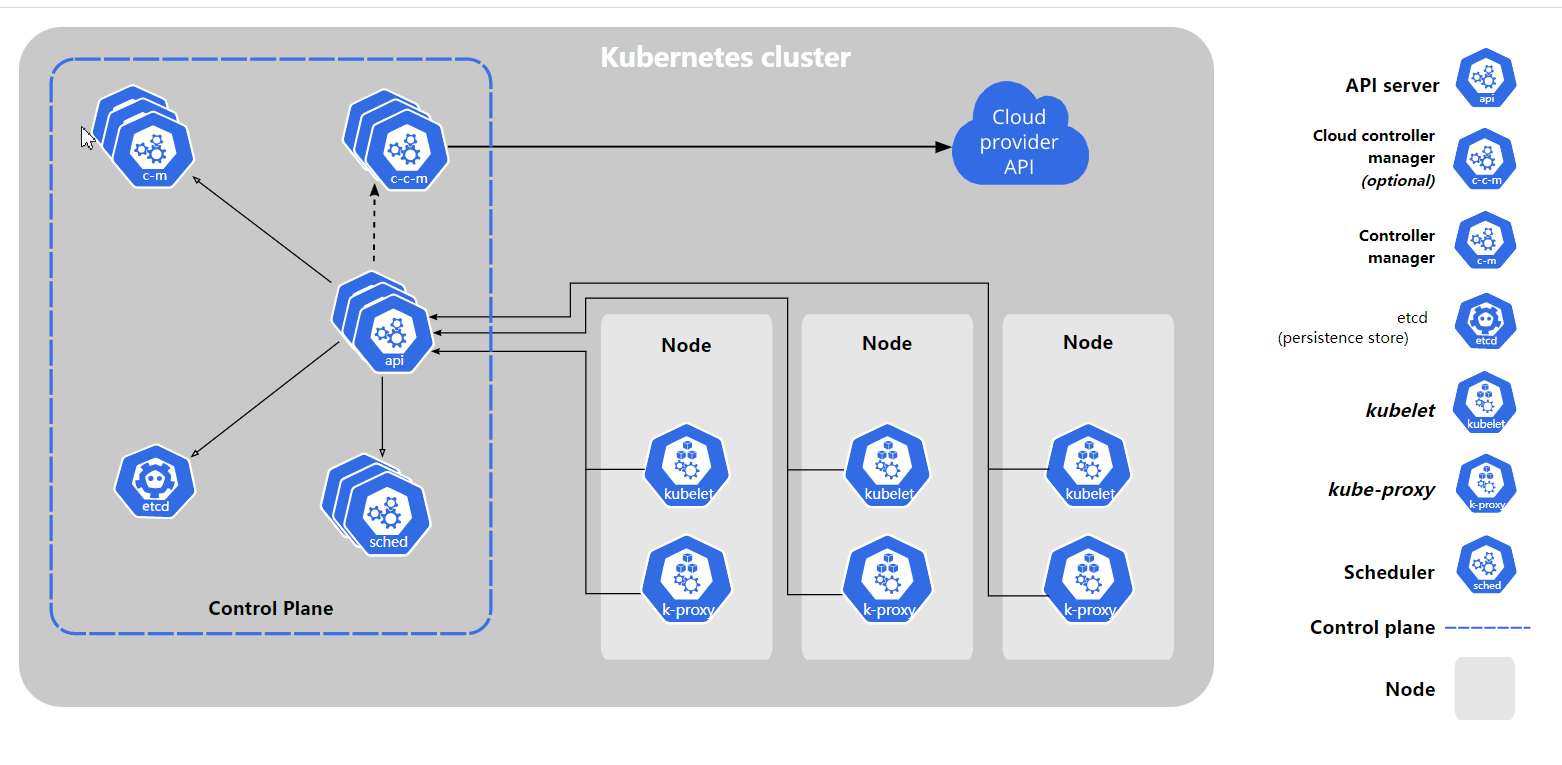 Kubernetes cluster
c-m
c-c-m
Cloud
provider
API
api
etcd
sched
Control Plane
Node
kubelet
k-proxy
Node
kubelet
k-proxy
Node
kubelet
k-proxy
API server
api
Cloud controller
manager
(optional)
c-c-m
Controller
manager
c-m
etcd
(persistence store)
etcd
kubelet
kubelet
kube-proxy
k-proxy
Scheduler
sched
Control plane
Node